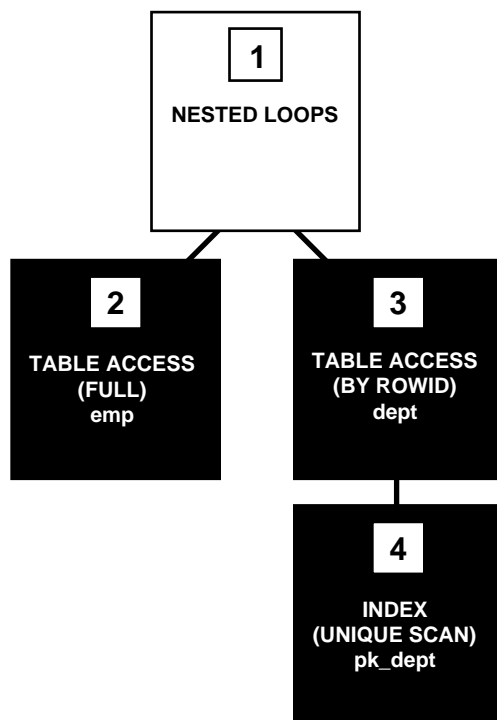 1
NESTED LOOPS
2
TABLE ACCESS
(FULL)
emp
3
TABLE ACCESS
(BY ROWID)
dept
4
INDEX
(UNIQUE SCAN)
pk_dept